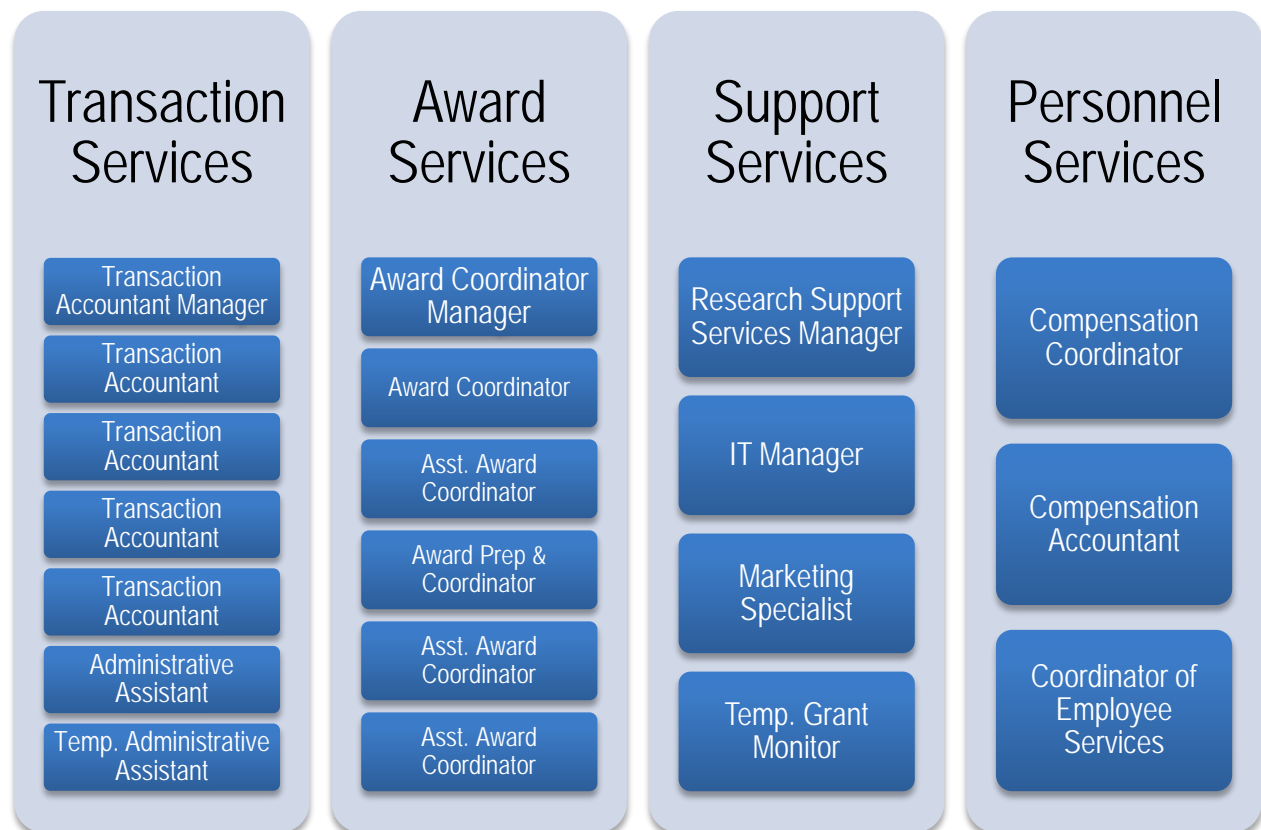 Transaction
Services
Transaction
Accountant Manager
Transaction
Accountant
Transaction
Accountant
Transaction
Accountant
Transaction
Accountant
Administrative
Assistant
Temp. Administrative
Assistant
Award
Services
Award Coordinator
Manager
Award Coordinator
Asst. Award
Coordinator
Award Prep &
Coordinator
Asst. Award
Coordinator
Asst. Award
Coordinator
Support
Services
Research Support
Services Manager
IT Manager
Marketing
Specialist
Temp. Grant
Monitor
Personnel
Services
Compensation
Coordinator
Compensation
Accountant
Coordinator of
Employee
Services